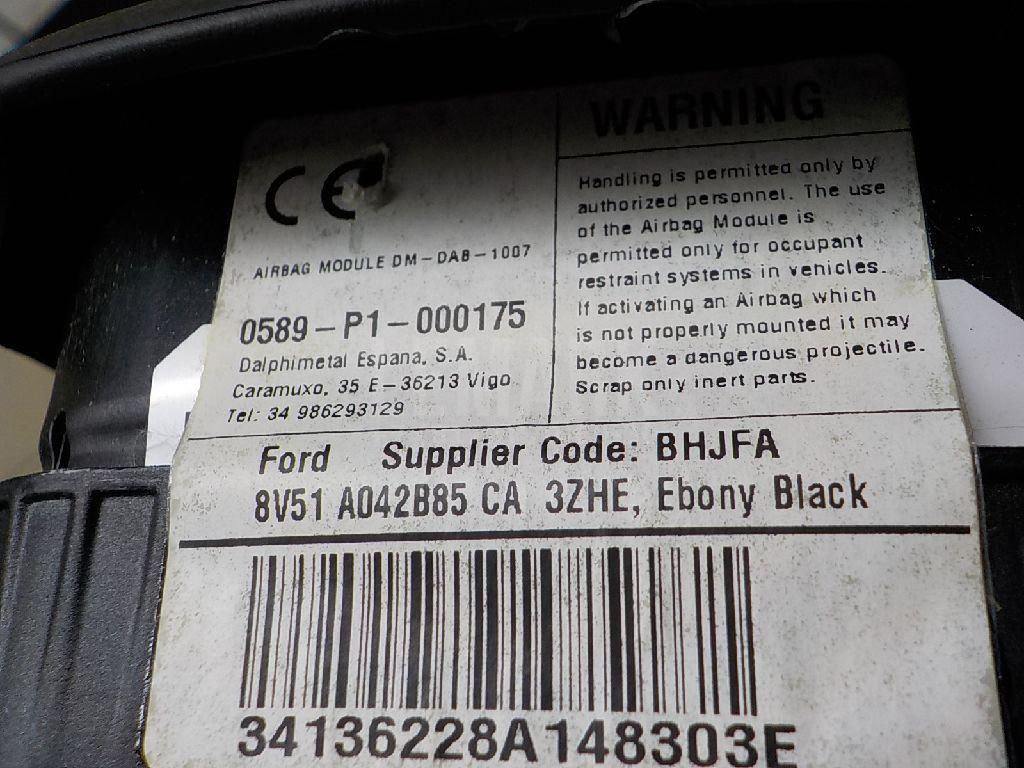 CE
AIRBAG MODULE DM-DAB-1007
0589-P1-000175
Dalphimetal Espana, S.A.
Caramuxo, 35 E-36213 Vigo
Tel: 34 986293129
WARNING
Handling is permitted only by
authorized personnel. The use
of the Airbag Module is
permitted only for occupant
restraint systems in vehicles.
If activating an Airbag which
is not properly mounted it may
become a dangerous projectile.
Scrap only inert parts.
Ford Supplier Code: BHJFA
8V51 A042B85 CA 3ZHE, Ebony Black
34136228A148303E